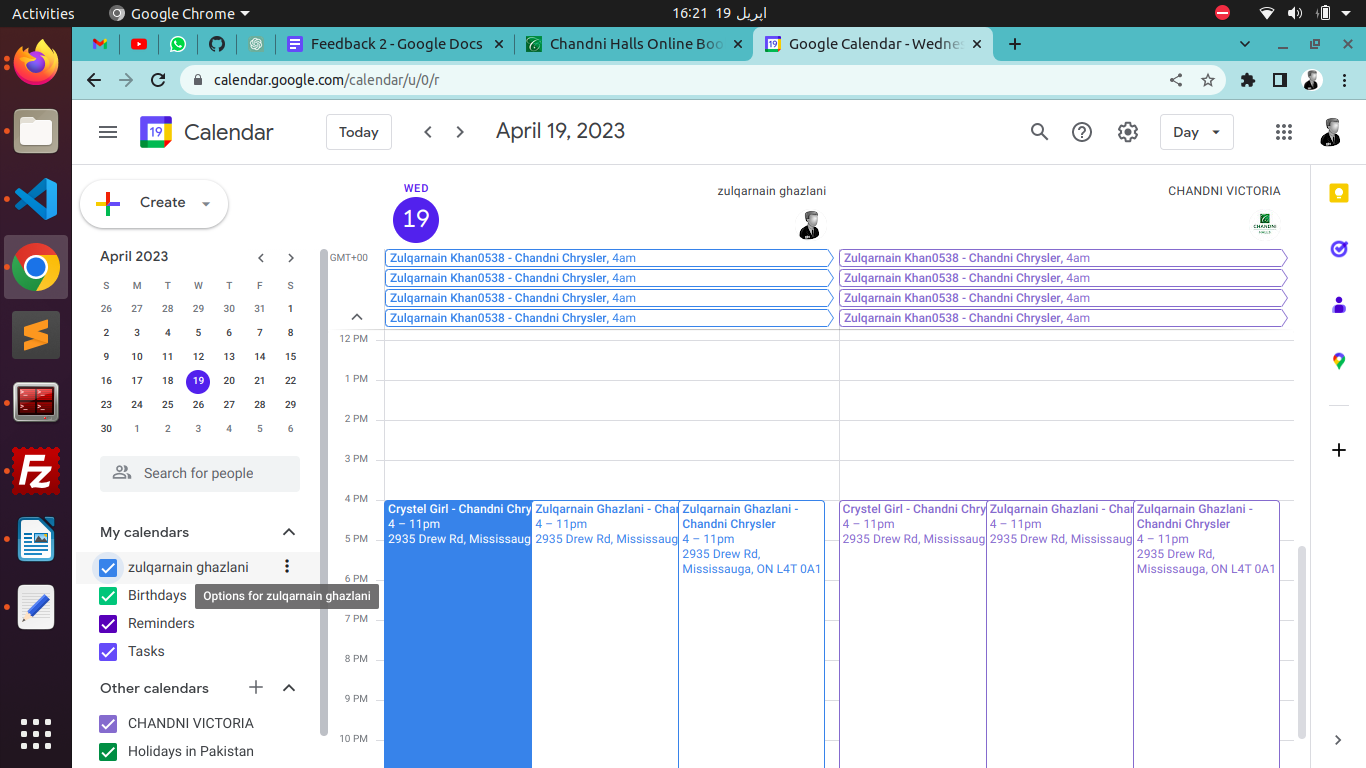 Activities
Google Chrome
16:21 19 اپریل
Feedback 2 - Google Docs
Chandni Halls Online Boo
Google Calendar - Wednes
calendar.google.com/calendar/u/0/r
19
Calendar
Today
April 19, 2023
Day
Create
WED
19
zulqarnain ghazlani
CHANDNI VICTORIA
CHANDNI
HALLS
April 2023
S M T W T F S
26 27 28 29 30 31 1
2 3 4 5 6 7 8
9 10 11 12 13 14 15
16 17 18 19 20 21 22
23 24 25 26 27 28 29
30 1 2 3 4 5 6
Search for people
My calendars
zulqarnain ghazlani
Options for zulqarnain ghazlani
Birthdays
Reminders
Tasks
Other calendars
CHANDNI VICTORIA
Holidays in Pakistan
GMT+00
Zulqarnain Khan0538 - Chandni Chrysler, 4am
Zulqarnain Khan0538 - Chandni Chrysler, 4am
Zulqarnain Khan0538 - Chandni Chrysler, 4am
Zulqarnain Khan0538 - Chandni Chrysler, 4am
Zulqarnain Khan0538 - Chandni Chrysler, 4am
Zulqarnain Khan0538 - Chandni Chrysler, 4am
Zulqarnain Khan0538 - Chandni Chrysler, 4am
Zulqarnain Khan0538 - Chandni Chrysler, 4am
12 PM
1 PM
2 PM
3 PM
4 PM
5 PM
6 PM
7 PM
8 PM
9 PM
10 PM
Crystel Girl - Chandni Chry
4 – 11pm
2935 Drew Rd, Mississaug
Zulqarnain Ghazlani - Chan
4 – 11pm
2935 Drew Rd, Mississaug
Zulqarnain Ghazlani -
Chandni Chrysler
4 – 11pm
2935 Drew Rd,
Mississauga, ON L4T 0A1
Crystel Girl - Chandni Chry
4 – 11pm
2935 Drew Rd, Mississaug
Zulqarnain Ghazlani - Chan
4 – 11pm
2935 Drew Rd, Mississaug
Zulqarnain Ghazlani -
Chandni Chrysler
4 – 11pm
2935 Drew Rd,
Mississauga, ON L4T 0A1